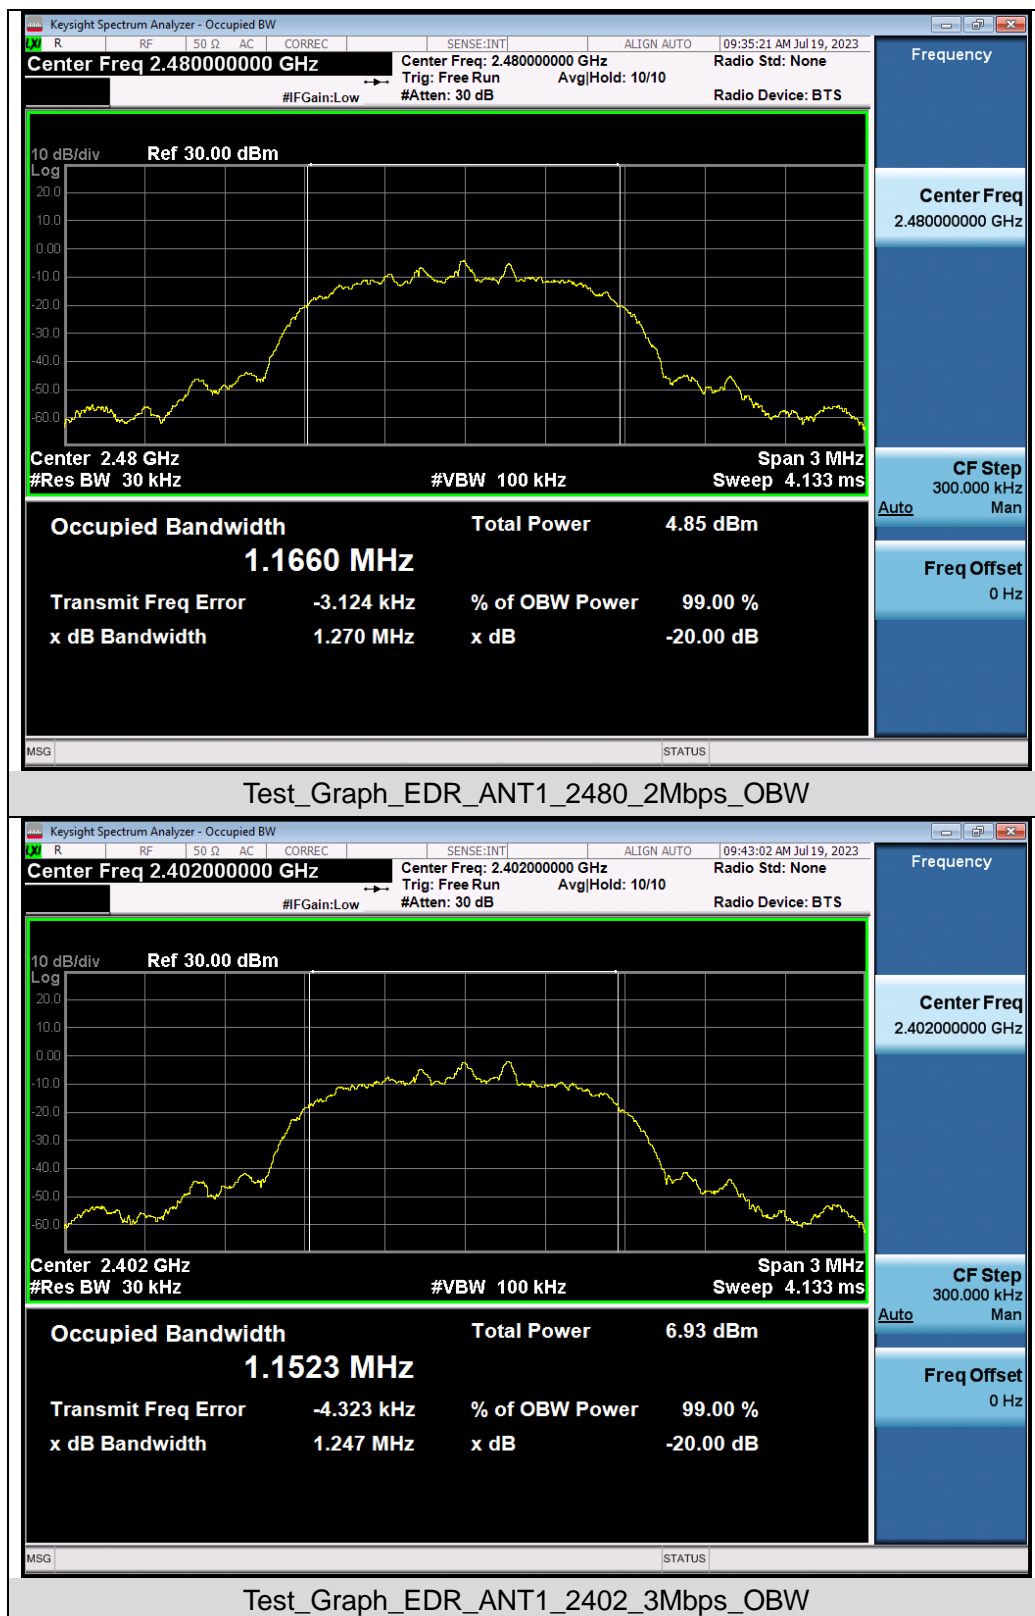 Keysight Spectrum Analyzer - Occupied BW
LXI R RF 50 Ω AC CORREC SENSE:INT ALIGN AUTO 09:35:21 AM Jul 19, 2023
Center Freq 2.480000000 GHz Center Freq: 2.480000000 GHz Radio Std: None Frequency
Trig: Free Run Avg|Hold: 10/10
#IFGain:Low #Atten: 30 dB Radio Device: BTS
10 dB/div Ref 30.00 dBm
Log
20.0
10.0
0.00
-10.0
-20.0
-30.0
-40.0
-50.0
-60.0
Center Freq
2.480000000 GHz
Center 2.48 GHz Span 3 MHz
#Res BW 30 kHz #VBW 100 kHz Sweep 4.133 ms
CF Step
300.000 kHz
Auto Man
Occupied Bandwidth Total Power 4.85 dBm
1.1660 MHz
Freq Offset
0 Hz
Transmit Freq Error -3.124 kHz % of OBW Power 99.00 %
x dB Bandwidth 1.270 MHz x dB -20.00 dB
MSG STATUS
Test_Graph_EDR_ANT1_2480_2Mbps_OBW
Keysight Spectrum Analyzer - Occupied BW
LXI R RF 50 Ω AC CORREC SENSE:INT ALIGN AUTO 09:43:02 AM Jul 19, 2023
Center Freq 2.402000000 GHz Center Freq: 2.402000000 GHz Radio Std: None Frequency
Trig: Free Run Avg|Hold: 10/10
#IFGain:Low #Atten: 30 dB Radio Device: BTS
10 dB/div Ref 30.00 dBm
Log
20.0
10.0
0.00
-10.0
-20.0
-30.0
-40.0
-50.0
-60.0
Center Freq
2.402000000 GHz
Center 2.402 GHz Span 3 MHz
#Res BW 30 kHz #VBW 100 kHz Sweep 4.133 ms
CF Step
300.000 kHz
Auto Man
Occupied Bandwidth Total Power 6.93 dBm
1.1523 MHz
Freq Offset
0 Hz
Transmit Freq Error -4.323 kHz % of OBW Power 99.00 %
x dB Bandwidth 1.247 MHz x dB -20.00 dB
MSG STATUS
Test_Graph_EDR_ANT1_2402_3Mbps_OBW